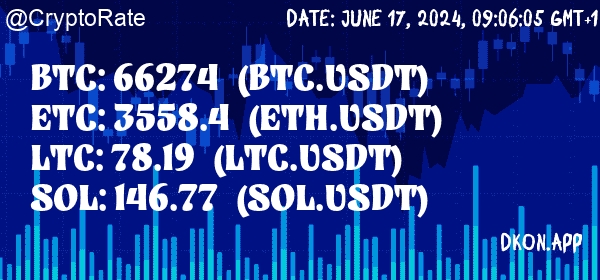 @CryptoRate
DATE: JUNE 17, 2024, 09:06:05 GMT+1
BTC: 66274 (BTC.USDT)
ETC: 3558.4 (ETH.USDT)
LTC: 78.19 (LTC.USDT)
SOL: 146.77 (SOL.USDT)
DKON.APP